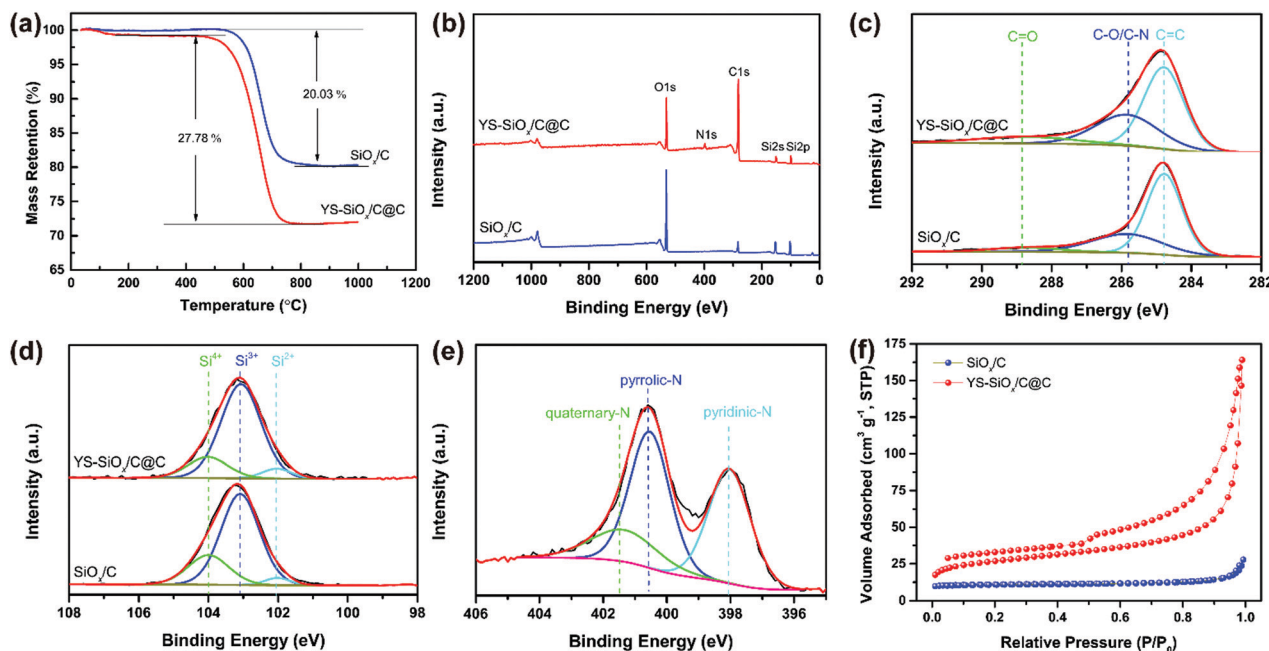 (a)
100
95
90
85
80
75
70
65
Mass Retention (%)
20.03 %
27.78 %
SiOₓ/C
YS-SiOₓ/C@C
0 200 400 600 800 1000 1200
Temperature (°C)
(b)
Intensity (a.u.)
O1s
C1s
N1s
Si2s Si2p
YS-SiOₓ/C@C
SiOₓ/C
1200 1000 800 600 400 200 0
Binding Energy (eV)
(c)
Intensity (a.u.)
C=O C-O/C-N C=C
YS-SiOₓ/C@C
SiOₓ/C
292 290 288 286 284 282
Binding Energy (eV)
(d)
Intensity (a.u.)
Si⁴⁺ Si³⁺ Si²⁺
YS-SiOₓ/C@C
SiOₓ/C
108 106 104 102 100 98
Binding Energy (eV)
(e)
Intensity (a.u.)
pyrrolic-N
quaternary-N
pyridinic-N
406 404 402 400 398 396 394
Binding Energy (eV)
(f)
Volume Adsorbed (cm³ g⁻¹, STP)
175
150
125
100
75
50
25
0
SiOₓ/C
YS-SiOₓ/C@C
0.0 0.2 0.4 0.6 0.8 1.0
Relative Pressure (P/P₀)